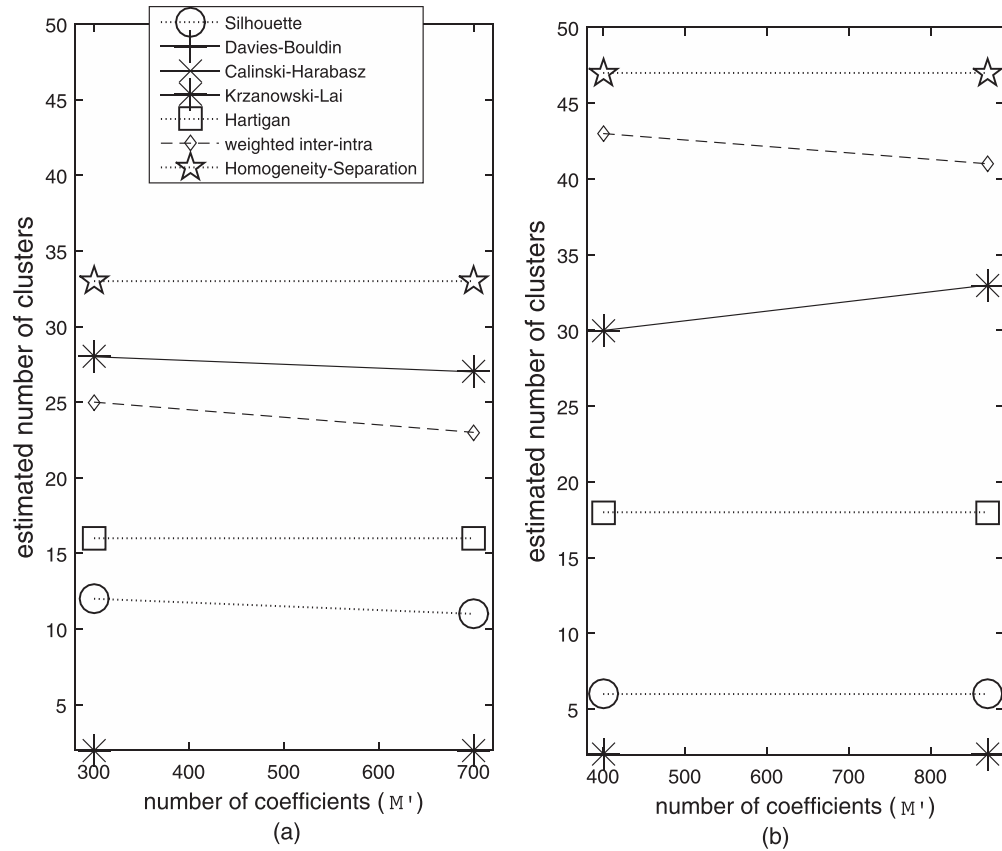 Silhouette
Davies-Bouldin
Calinski-Harabasz
Krzanowski-Lai
Hartigan
weighted inter-intra
Homogeneity-Separation
estimated number of clusters
50
45
40
35
30
25
20
15
10
5
300 400 500 600 700
number of coefficients (M')
(a)
estimated number of clusters
50
45
40
35
30
25
20
15
10
5
400 500 600 700 800
number of coefficients (M')
(b)